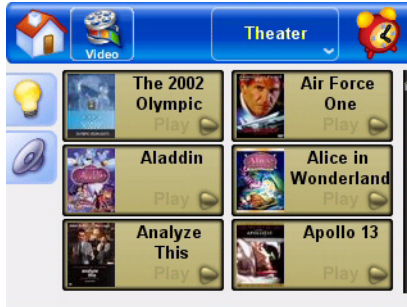 Video
Theater
The 2002
Olympic
Play
Air Force
One
Play
Aladdin
Play
Alice in
Wonderland
Play
Analyze
This
Play
Apollo 13
Play